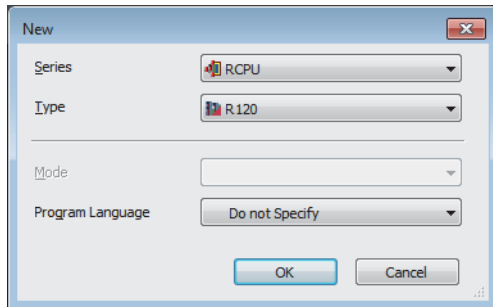 New
Series RCPU
Type R120
Mode
Program Language Do not Specify
OK Cancel